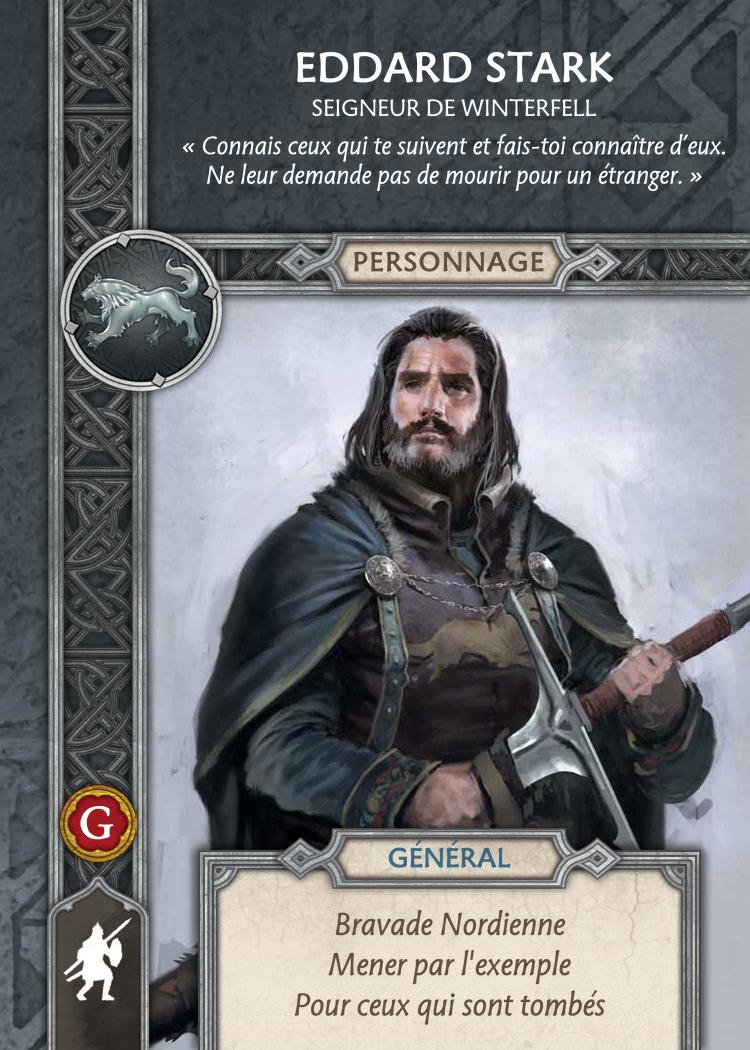 EDDARD STARK
SEIGNEUR DE WINTERFELL
« Connais ceux qui te suivent et fais-toi connaître d'eux.
Ne leur demande pas de mourir pour un étranger. »
PERSONNAGE
G
GÉNÉRAL
Bravade Nordienne
Mener par l'exemple
Pour ceux qui sont tombés